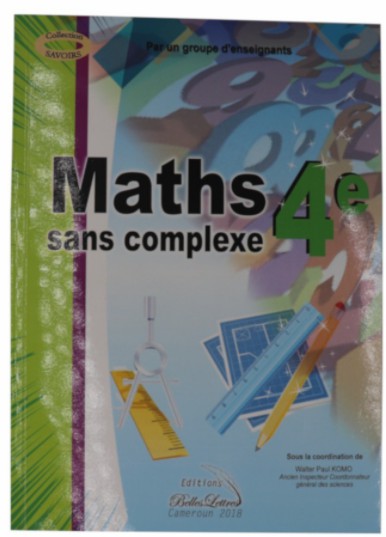 Collection
SAVOIRS
Par un groupe d'enseignants
Maths 4e
sans complexe
Sous la coordination de
Walter Paul KOMO
Ancien Inspecteur Coordonnateur
général des sciences
Editions
Belles Lettres
Cameroun 2018